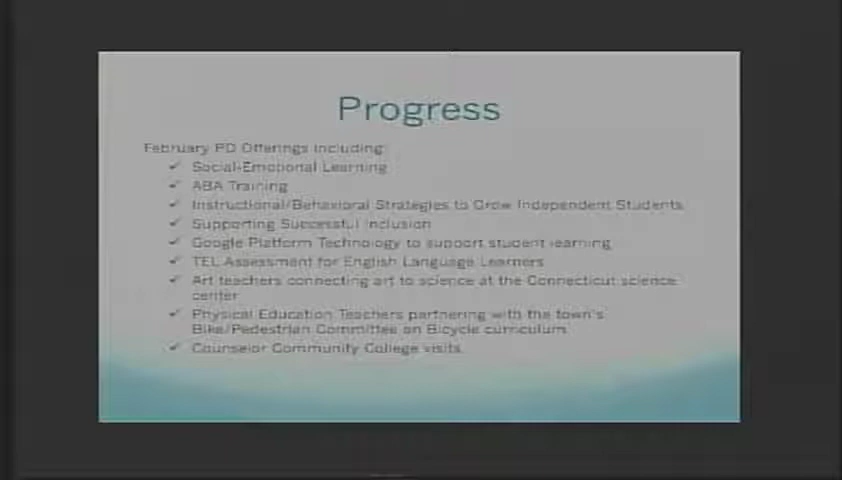 Progress
February PD Offerings including:
✓ Social-Emotional Learning
✓ ABA Training
✓ Instructional/Behavioral Strategies to Grow Independent Students
✓ Supporting Successful Inclusion
✓ Google Platform Technology to support student learning
✓ TEL Assessment for English Language Learners
✓ Art teachers connecting art to science at the Connecticut science
center
✓ Physical Education Teachers partnering with the town's
Bike/Pedestrian Committee on Bicycle curriculum
✓ Counselor Community College visits